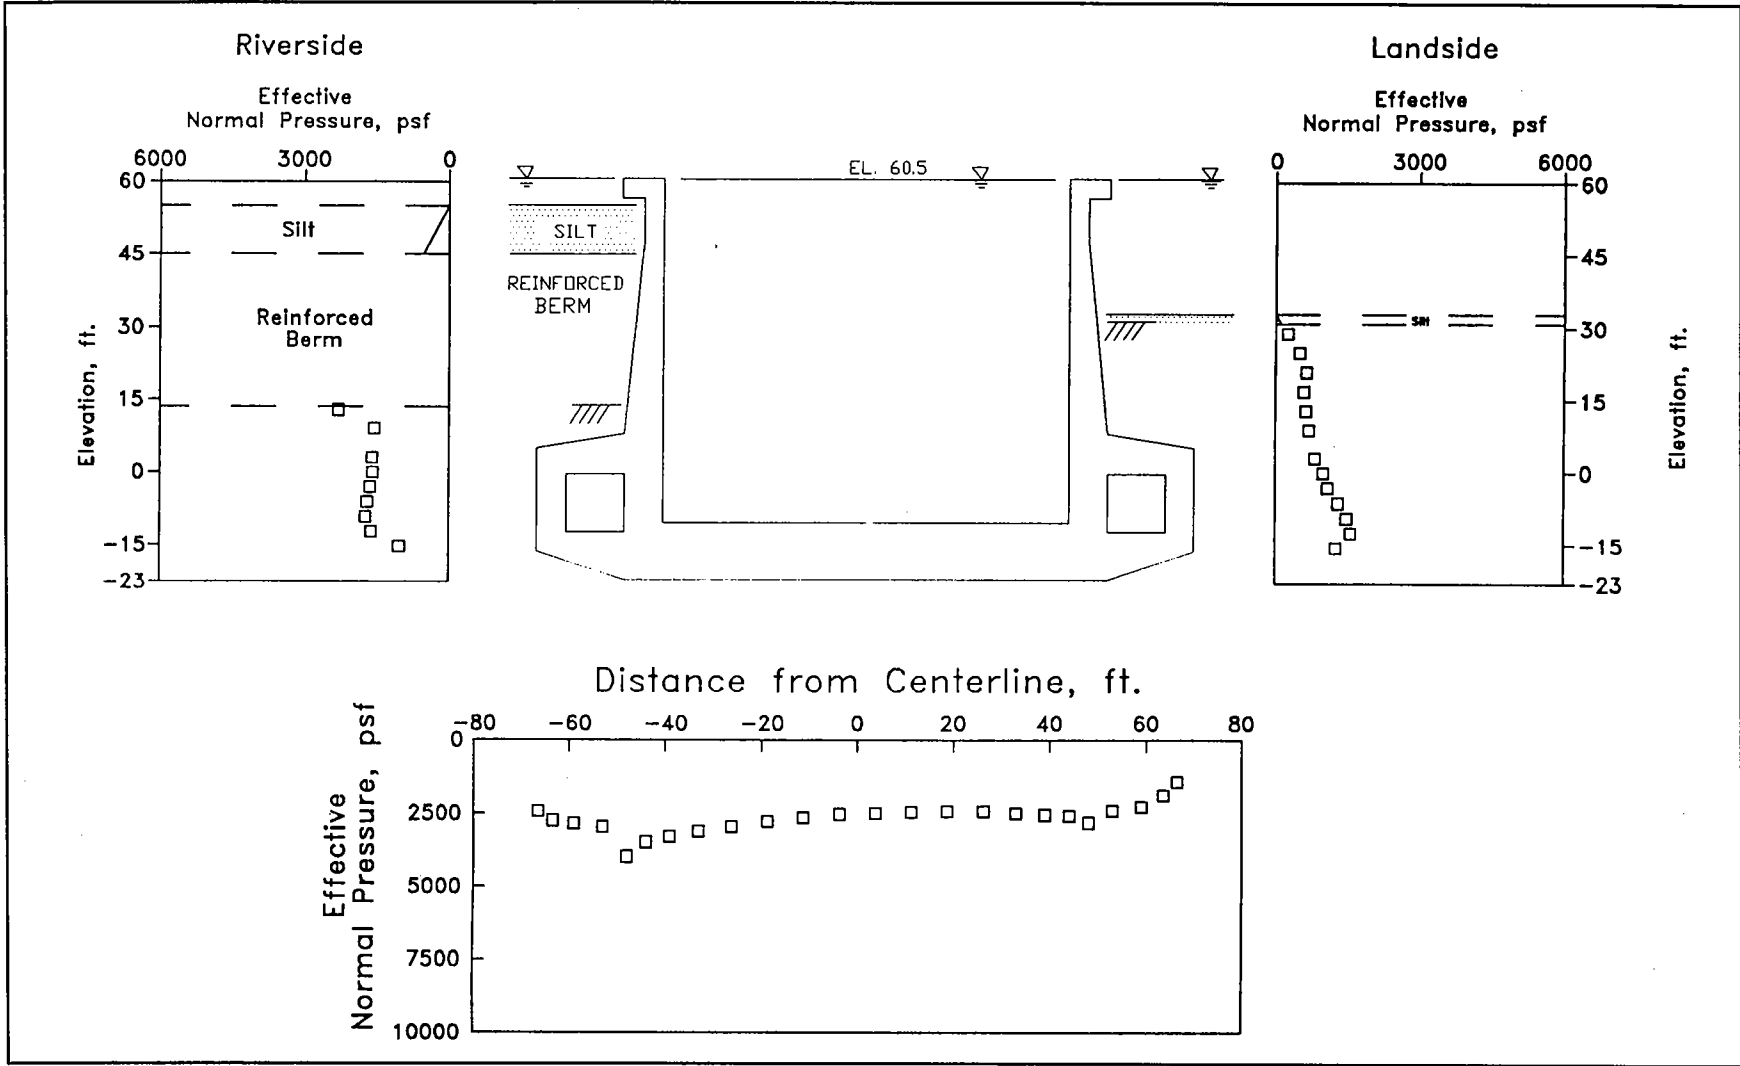 Riverside
Effective
Normal Pressure, psf
6000 3000 0
60
45
30
15
0
-15
-23
Elevation, ft.
Silt
Reinforced
Berm
EL. 60.5
SILT
REINFORCED
BERM
Landside
Effective
Normal Pressure, psf
0 3000 6000
60
45
30
15
0
-15
-23
Elevation, ft.
Silt
Distance from Centerline, ft.
-80 -60 -40 -20 0 20 40 60 80
0
2500
5000
7500
10000
Effective
Normal Pressure, psf